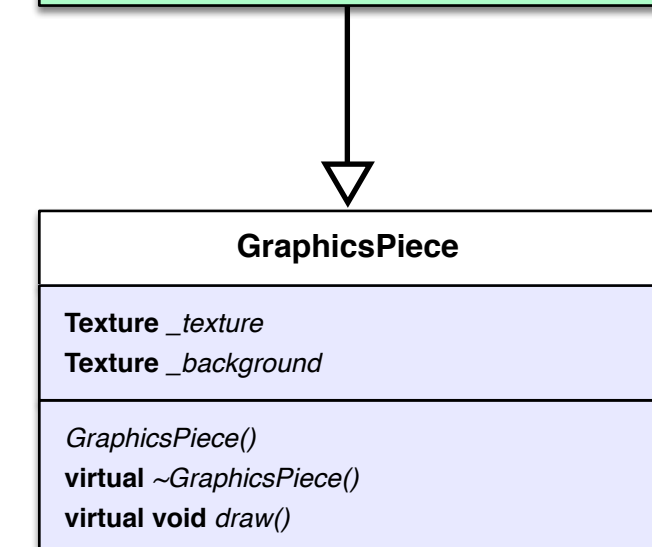 GraphicsPiece
Texture _texture
Texture _background
GraphicsPiece()
virtual ~GraphicsPiece()
virtual void draw()